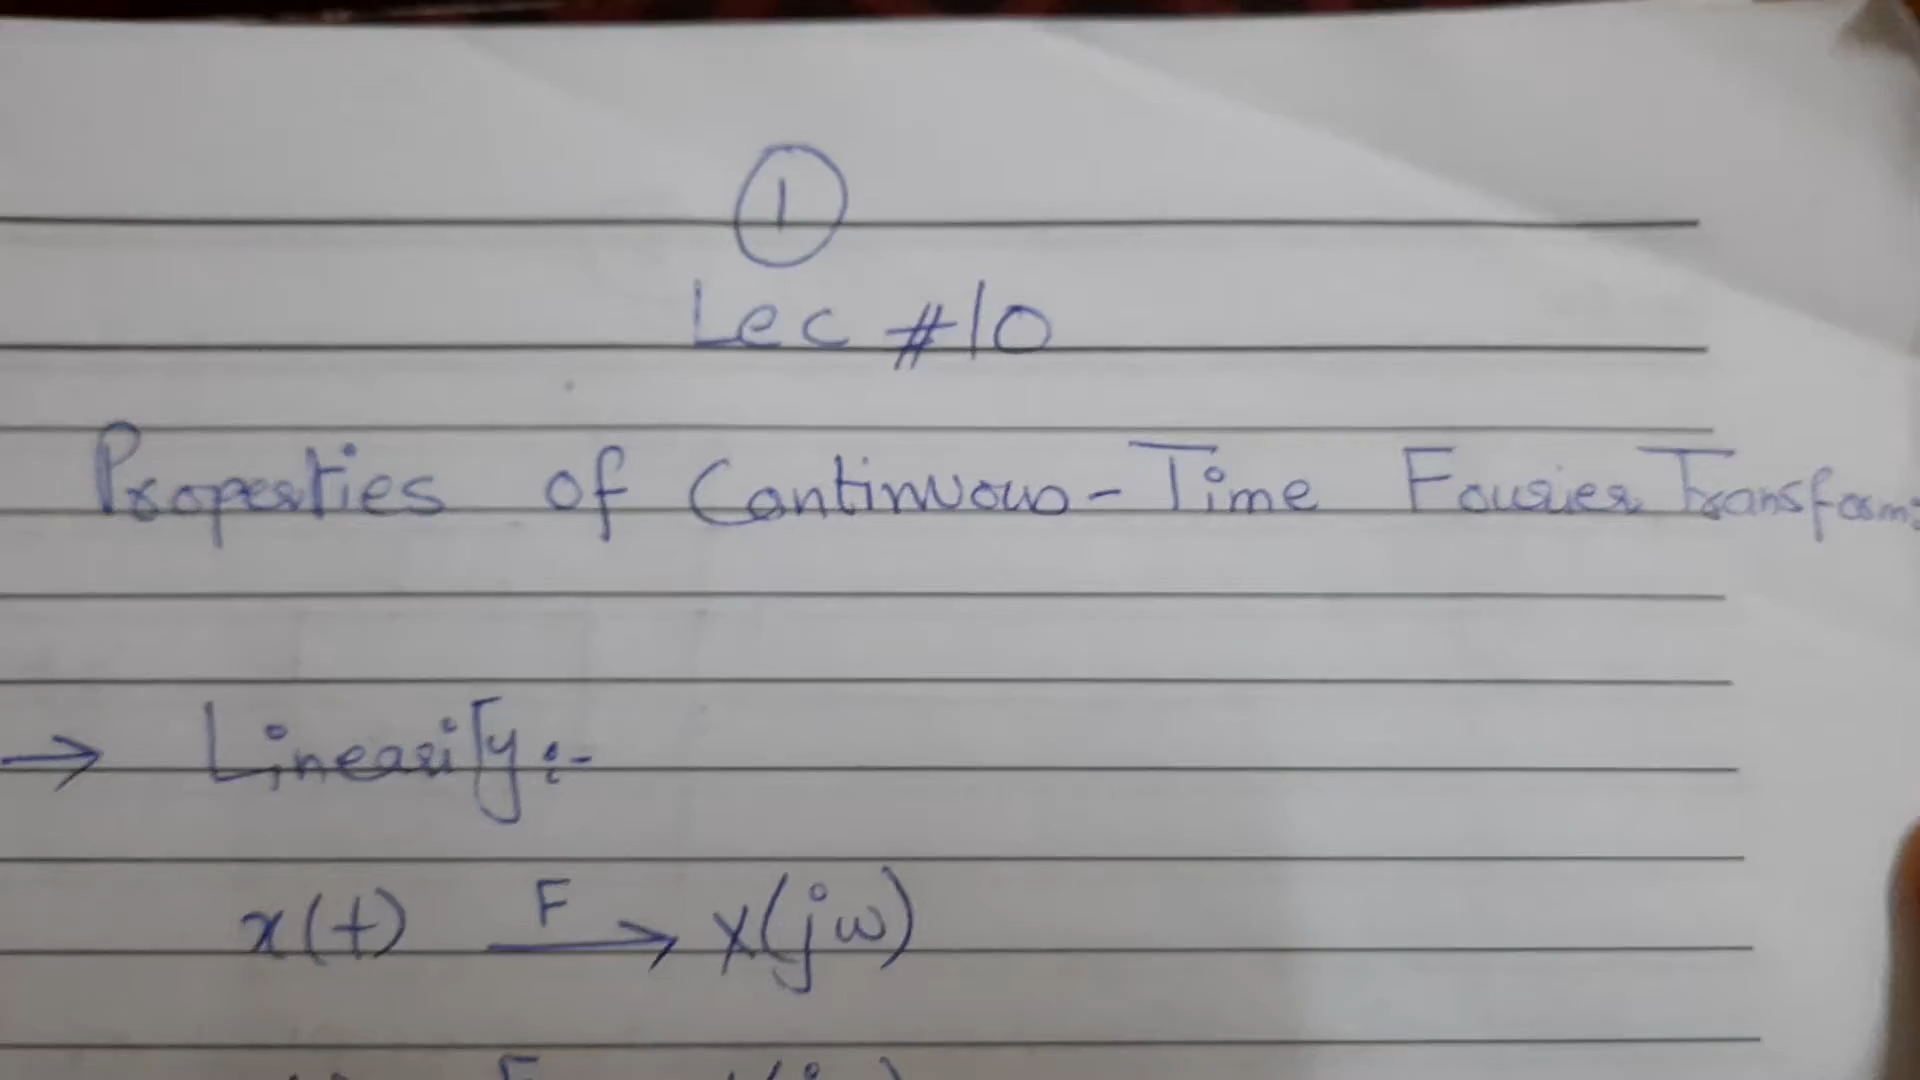 1
Lec #10
Properties of Continuous-Time Fourier Transform:
→ Linearity:-
x(t) F→ X(jω)